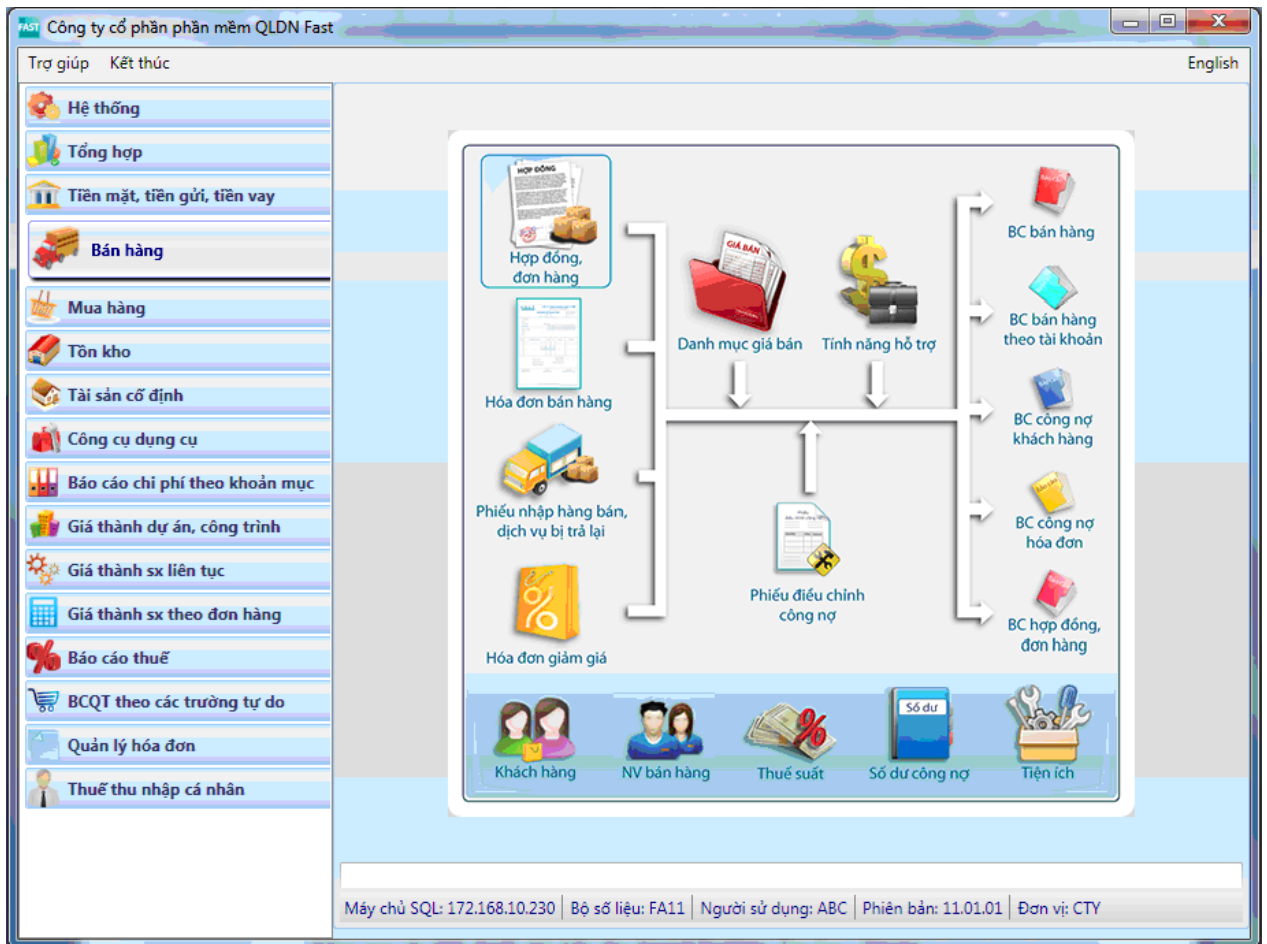 FAST Công ty cổ phần phần mềm QLDN Fast
Trợ giúp Kết thúc English
Hệ thống
Tổng hợp
Tiền mặt, tiền gửi, tiền vay
Bán hàng
Mua hàng
Tồn kho
Tài sản cố định
Công cụ dụng cụ
Báo cáo chi phí theo khoản mục
Giá thành dự án, công trình
Giá thành sx liên tục
Giá thành sx theo đơn hàng
Báo cáo thuế
BCQT theo các trường tự do
Quản lý hóa đơn
Thuế thu nhập cá nhân
HỢP ĐỒNG
Hợp đồng,
đơn hàng
Hóa đơn bán hàng
Phiếu nhập hàng bán,
dịch vụ bị trả lại
Hóa đơn giảm giá
GIÁ BÁN
Danh mục giá bán
Tính năng hỗ trợ
Phiếu điều chỉnh
công nợ
BC bán hàng
BC bán hàng
theo tài khoản
BC công nợ
khách hàng
BC công nợ
hóa đơn
BC hợp đồng,
đơn hàng
Khách hàng
NV bán hàng
Thuế suất
Số dư
Số dư công nợ
Tiện ích
Máy chủ SQL: 172.168.10.230 Bộ số liệu: FA11 Người sử dụng: ABC Phiên bản: 11.01.01 Đơn vị: CTY